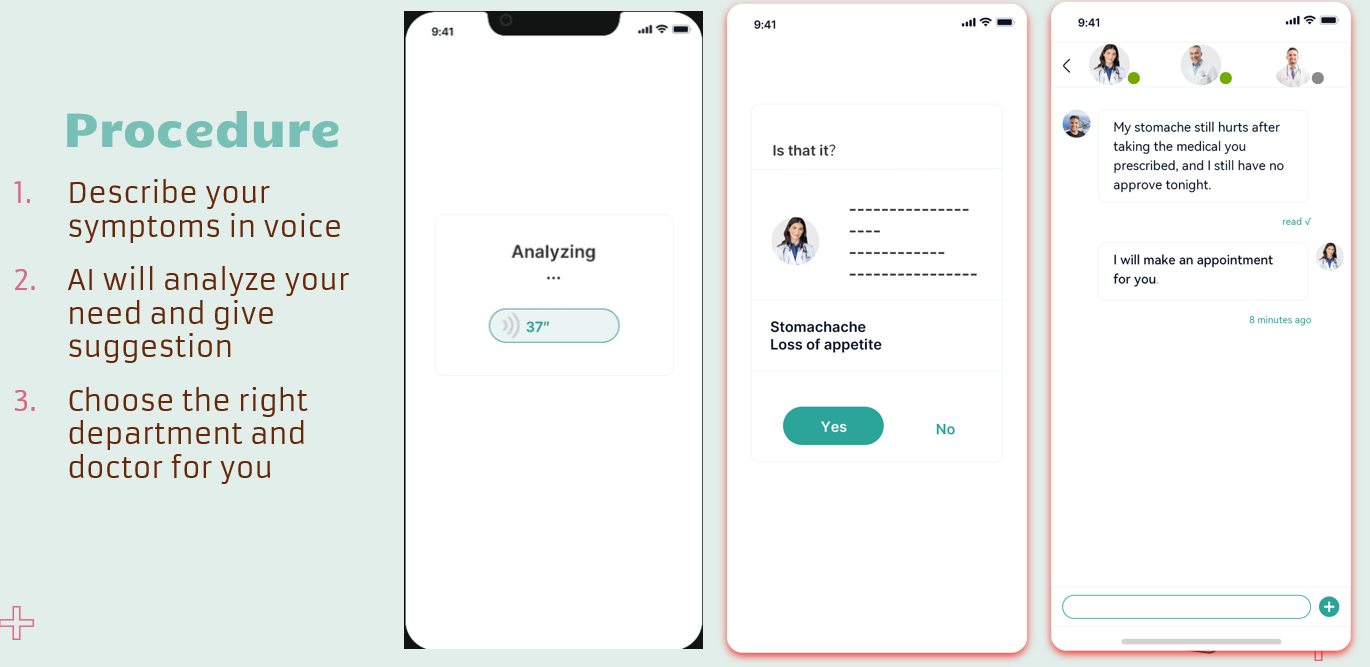 Procedure
1. Describe your
symptoms in voice
2. AI will analyze your
need and give
suggestion
3. Choose the right
department and
doctor for you
9:41
Analyzing
...
37”
9:41
Is that it?
---------------
----
------------
----------------
Stomachache
Loss of appetite
Yes
No
9:41
My stomache still hurts after
taking the medical you
prescribed, and I still have no
approve tonight.
read √
I will make an appointment
for you.
8 minutes ago